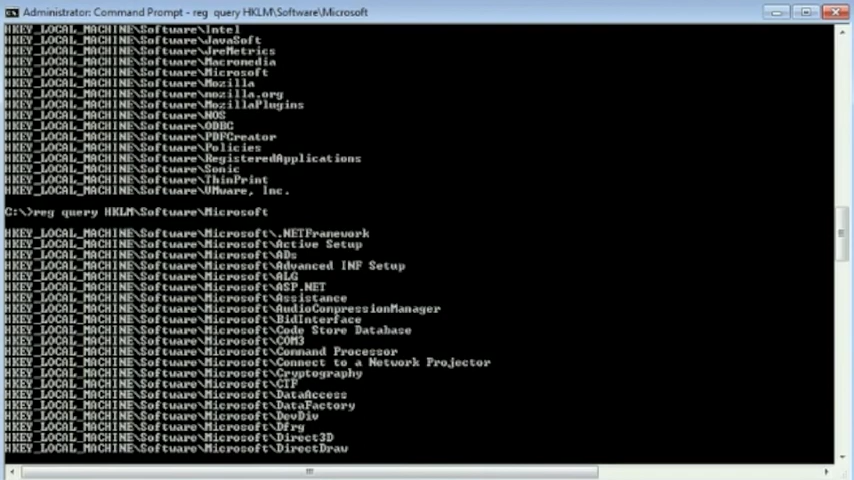 Administrator: Command Prompt - reg  query HKLM\Software\Microsoft
HKEY_LOCAL_MACHINE\Software\Intel
HKEY_LOCAL_MACHINE\Software\JavaSoft
HKEY_LOCAL_MACHINE\Software\JreMetrics
HKEY_LOCAL_MACHINE\Software\Macromedia
HKEY_LOCAL_MACHINE\Software\Microsoft
HKEY_LOCAL_MACHINE\Software\Mozilla
HKEY_LOCAL_MACHINE\Software\mozilla.org
HKEY_LOCAL_MACHINE\Software\MozillaPlugins
HKEY_LOCAL_MACHINE\Software\NOS
HKEY_LOCAL_MACHINE\Software\ODBC
HKEY_LOCAL_MACHINE\Software\PDFCreator
HKEY_LOCAL_MACHINE\Software\Policies
HKEY_LOCAL_MACHINE\Software\RegisteredApplications
HKEY_LOCAL_MACHINE\Software\Sonic
HKEY_LOCAL_MACHINE\Software\ThinPrint
HKEY_LOCAL_MACHINE\Software\VMware, Inc.
C:\>reg query HKLM\Software\Microsoft
HKEY_LOCAL_MACHINE\Software\Microsoft\.NETFramework
HKEY_LOCAL_MACHINE\Software\Microsoft\Active Setup
HKEY_LOCAL_MACHINE\Software\Microsoft\ADs
HKEY_LOCAL_MACHINE\Software\Microsoft\Advanced INF Setup
HKEY_LOCAL_MACHINE\Software\Microsoft\ALG
HKEY_LOCAL_MACHINE\Software\Microsoft\ASP.NET
HKEY_LOCAL_MACHINE\Software\Microsoft\Assistance
HKEY_LOCAL_MACHINE\Software\Microsoft\AudioCompressionManager
HKEY_LOCAL_MACHINE\Software\Microsoft\BidInterface
HKEY_LOCAL_MACHINE\Software\Microsoft\Code Store Database
HKEY_LOCAL_MACHINE\Software\Microsoft\COM3
HKEY_LOCAL_MACHINE\Software\Microsoft\Command Processor
HKEY_LOCAL_MACHINE\Software\Microsoft\Connect to a Network Projector
HKEY_LOCAL_MACHINE\Software\Microsoft\Cryptography
HKEY_LOCAL_MACHINE\Software\Microsoft\CTF
HKEY_LOCAL_MACHINE\Software\Microsoft\DataAccess
HKEY_LOCAL_MACHINE\Software\Microsoft\DataFactory
HKEY_LOCAL_MACHINE\Software\Microsoft\DevDiv
HKEY_LOCAL_MACHINE\Software\Microsoft\Dfrg
HKEY_LOCAL_MACHINE\Software\Microsoft\Direct3D
HKEY_LOCAL_MACHINE\Software\Microsoft\DirectDraw